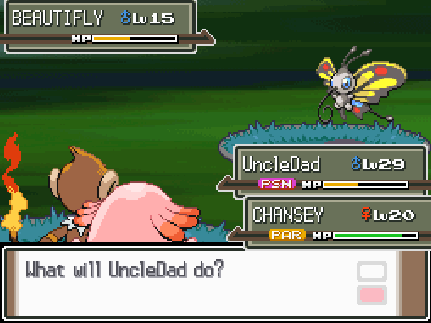 BEAUTIFLY ♂Lv15
HP
UncleDad ♂Lv29
PSN HP
CHANSEY ♀Lv20
PAR HP
What will UncleDad do?